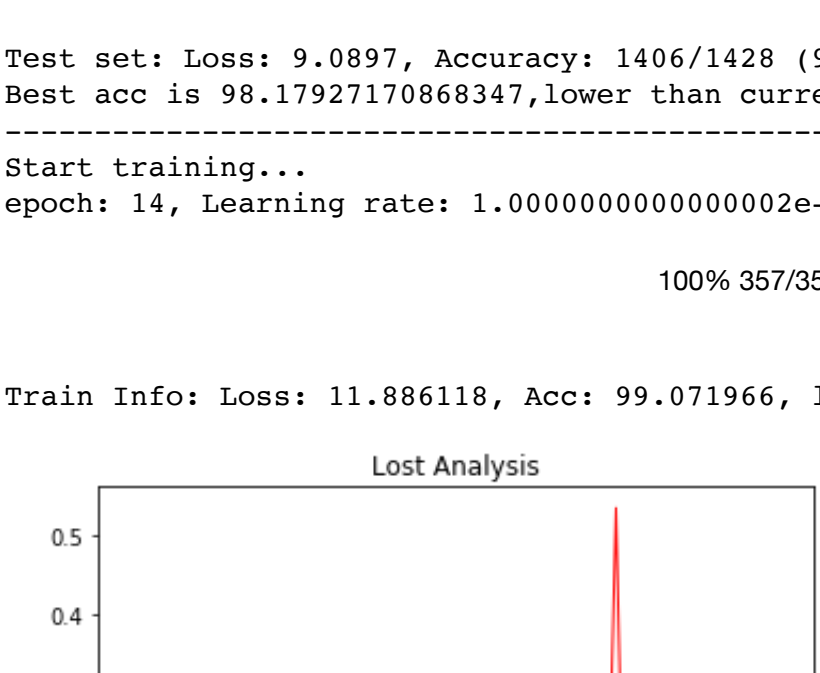 Test set: Loss: 9.0897, Accuracy: 1406/1428 (9
Best acc is 98.17927170868347,lower than curre
------------------------------------------------
Start training...
epoch: 14, Learning rate: 1.0000000000000002e-
100% 357/35
Train Info: Loss: 11.886118, Acc: 99.071966, l
Lost Analysis
0.5
0.4